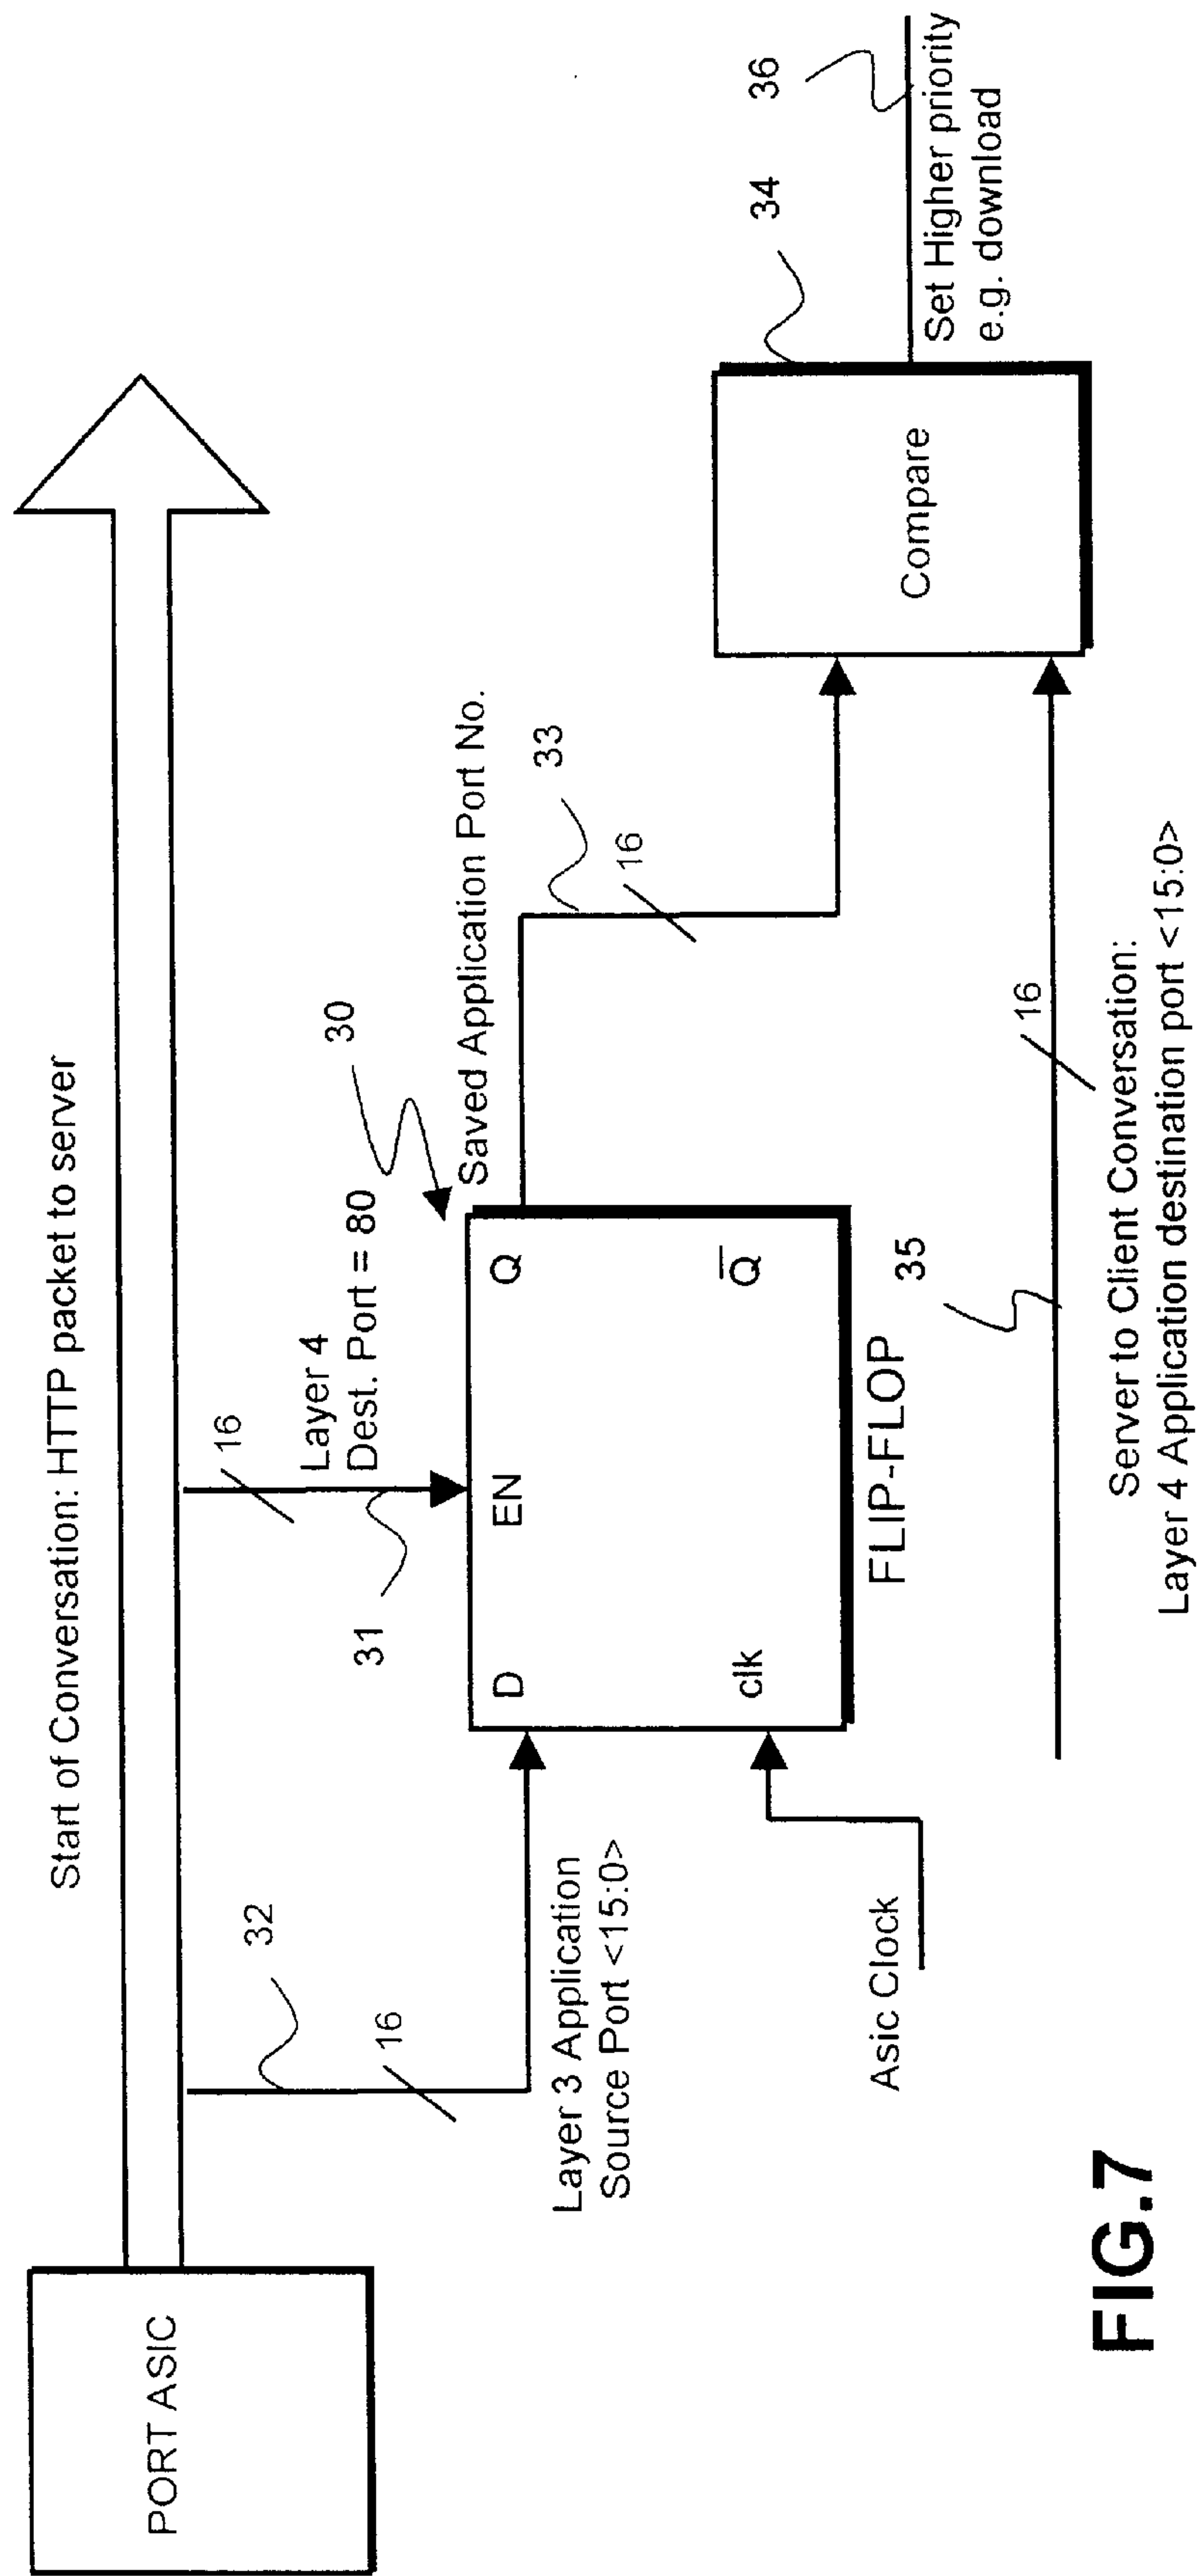 Start of Conversation: HTTP packet to server
PORT ASIC
32
16
Layer 3 Application
Source Port <15:0>
16
Layer 4
Dest. Port = 80
31
30
Saved Application Port No.
33
16
D
EN
Q
clk
Q̅
FLIP-FLOP
Asic Clock
35
16
Server to Client Conversation:
Layer 4 Application destination port <15:0>
Compare
34
36
Set Higher priority
e.g. download
FIG.7